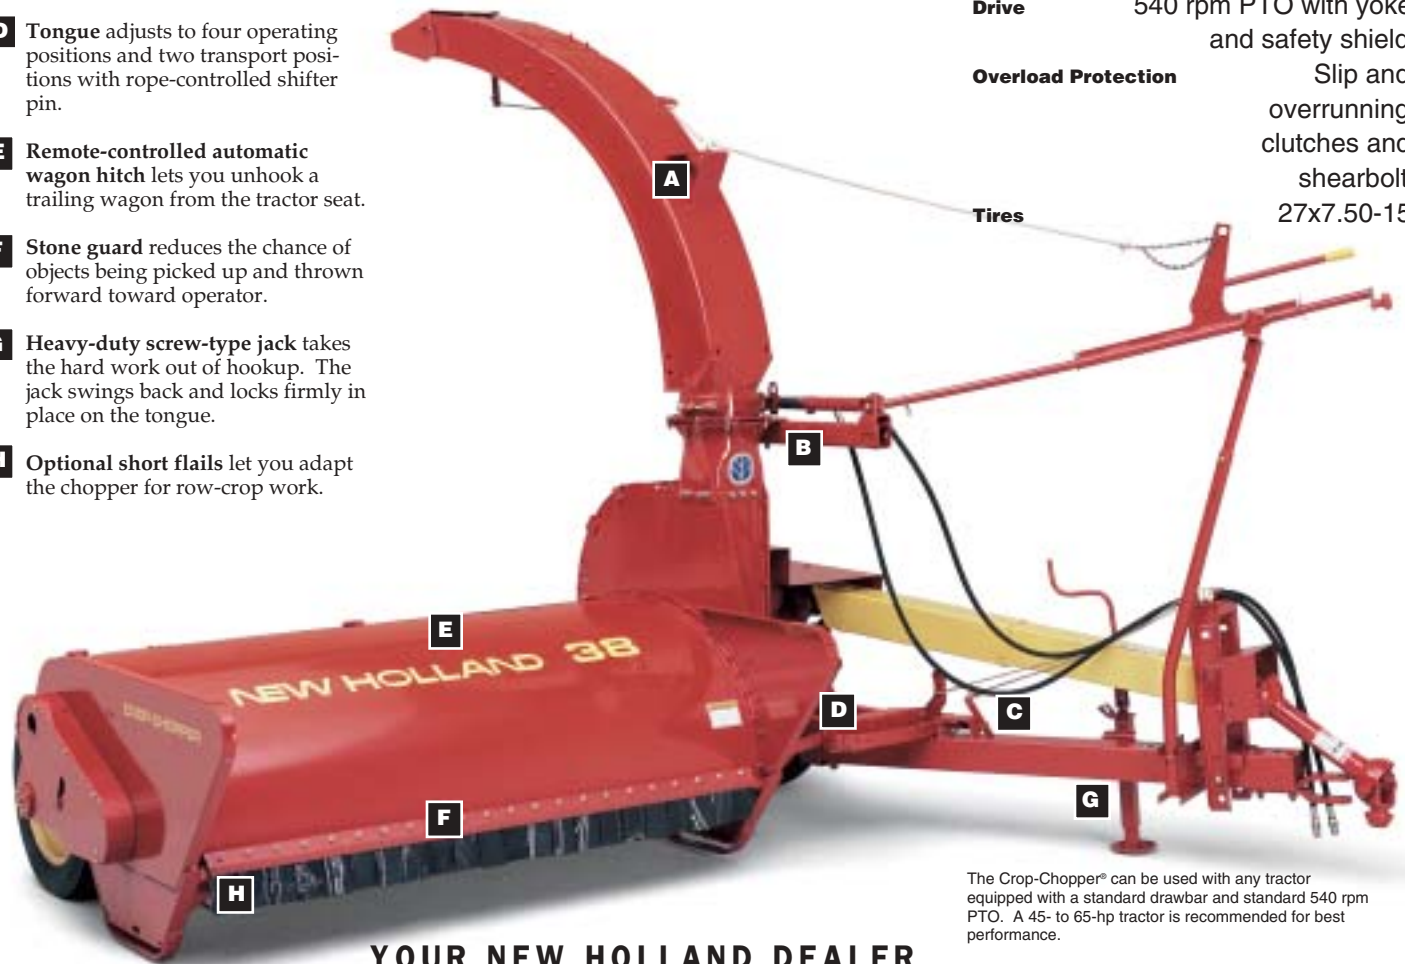 D Tongue adjusts to four operating
positions and two transport posi-
tions with rope-controlled shifter
pin.
E Remote-controlled automatic
wagon hitch lets you unhook a
trailing wagon from the tractor seat.
F Stone guard reduces the chance of
objects being picked up and thrown
forward toward operator.
G Heavy-duty screw-type jack takes
the hard work out of hookup. The
jack swings back and locks firmly in
place on the tongue.
H Optional short flails let you adapt
the chopper for row-crop work.
Drive 540 rpm PTO with yoke
and safety shield
Overload Protection Slip and
overrunning
clutches and
shearbolt
Tires 27x7.50-15
A
B
E
NEW HOLLAND 38
CROP-CHOPPER
D
C
G
F
H
The Crop-Chopper® can be used with any tractor
equipped with a standard drawbar and standard 540 rpm
PTO. A 45- to 65-hp tractor is recommended for best
performance.
YOUR NEW HOLLAND DEALER